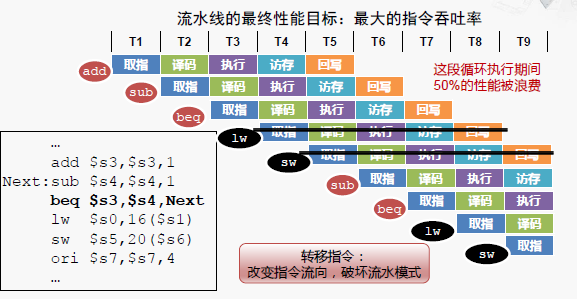 流水线的最终性能目标：最大的指令吞吐率
T1 T2 T3 T4 T5 T6 T7 T8 T9
add 取指 译码 执行 访存 回写
sub 取指 译码 执行 访存 回写
beq 取指 译码 执行 访存 回写
lw 取指 译码 执行 访存 回写
sw 取指 译码 执行 访存 回写
sub 取指 译码 执行 访存
beq 取指 译码 执行
lw 取指 译码
sw 取指
这段循环执行期间
50%的性能被浪费
…
add $s3,$s3,1
Next:sub $s4,$s4,1
beq $s3,$s4,Next
lw $s0,16($s1)
sw $s5,20($s6)
ori $s7,$s7,4
…
转移指令：
改变指令流向，破坏流水模式